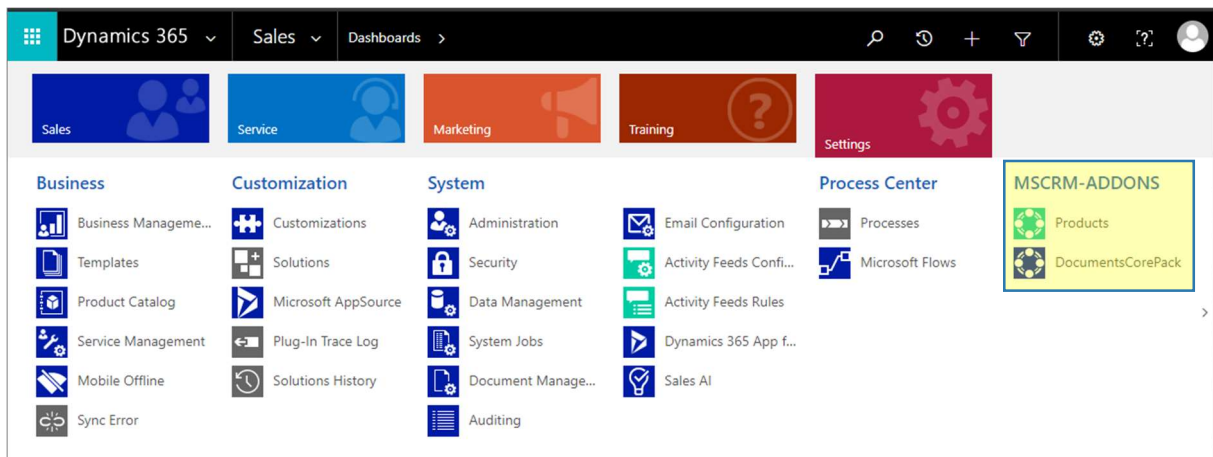 Dynamics 365 Sales Dashboards
Sales Service Marketing Training Settings
Business
Business Manageme...
Templates
Product Catalog
Service Management
Mobile Offline
Sync Error
Customization
Customizations
Solutions
Microsoft AppSource
Plug-In Trace Log
Solutions History
System
Administration
Security
Data Management
System Jobs
Document Manage...
Auditing
Email Configuration
Activity Feeds Confi...
Activity Feeds Rules
Dynamics 365 App f...
Sales AI
Process Center
Processes
Microsoft Flows
MSCRM-ADDONS
Products
DocumentsCorePack